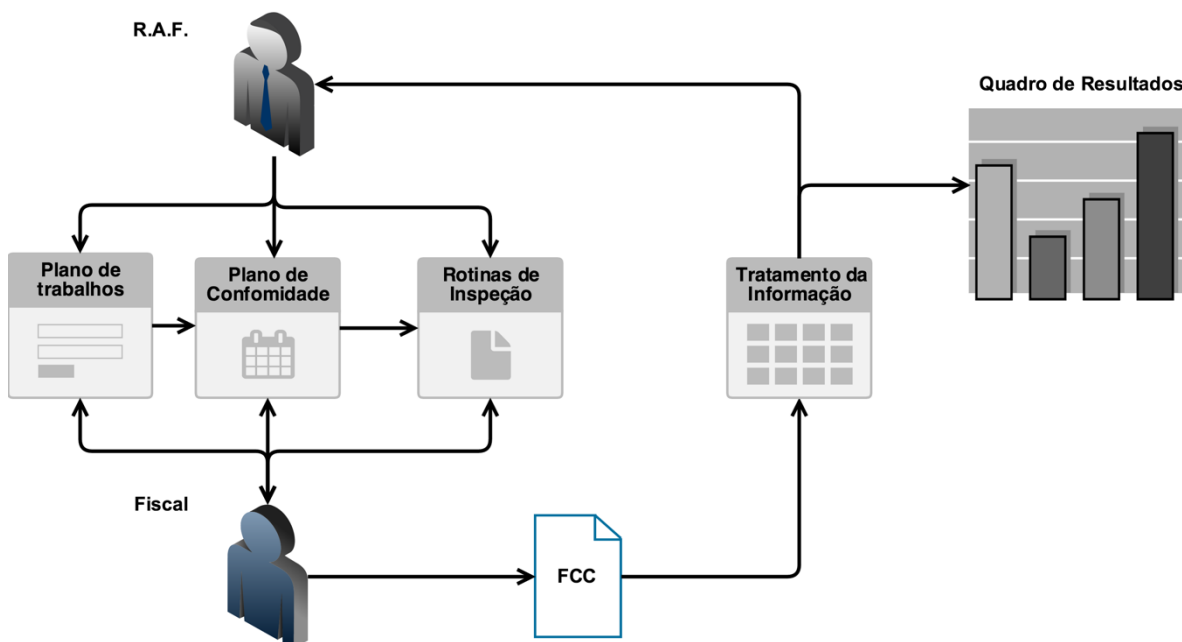 R.A.F.
Quadro de Resultados
Plano de
trabalhos
Plano de
Confomidade
Rotinas de
Inspeção
Tratamento da
Informação
Fiscal
FCC